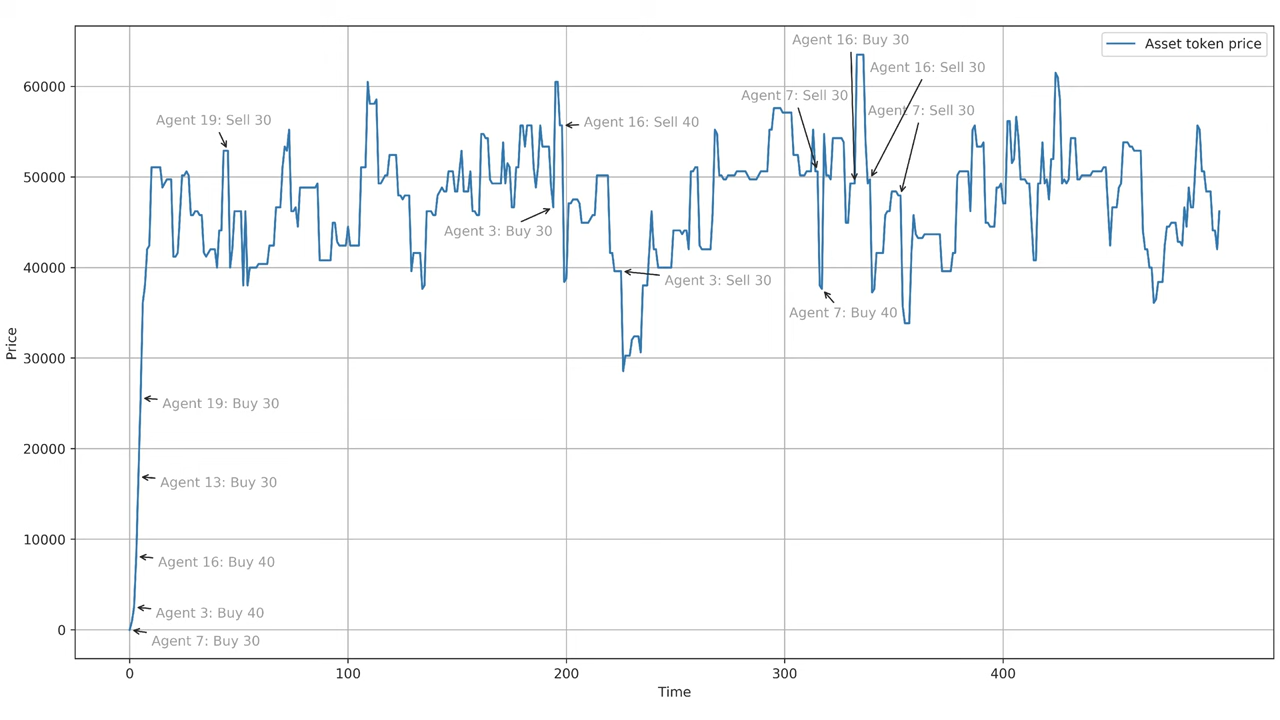 Agent 16: Buy 30
Asset token price
Agent 16: Sell 30
Agent 7: Sell 30
Agent 7: Sell 30
Agent 19: Sell 30
Agent 16: Sell 40
Agent 3: Buy 30
Agent 3: Sell 30
Agent 7: Buy 40
Agent 19: Buy 30
Agent 13: Buy 30
Agent 16: Buy 40
Agent 3: Buy 40
Agent 7: Buy 30
60000
50000
40000
30000
20000
10000
0
Price
0 100 200 300 400
Time